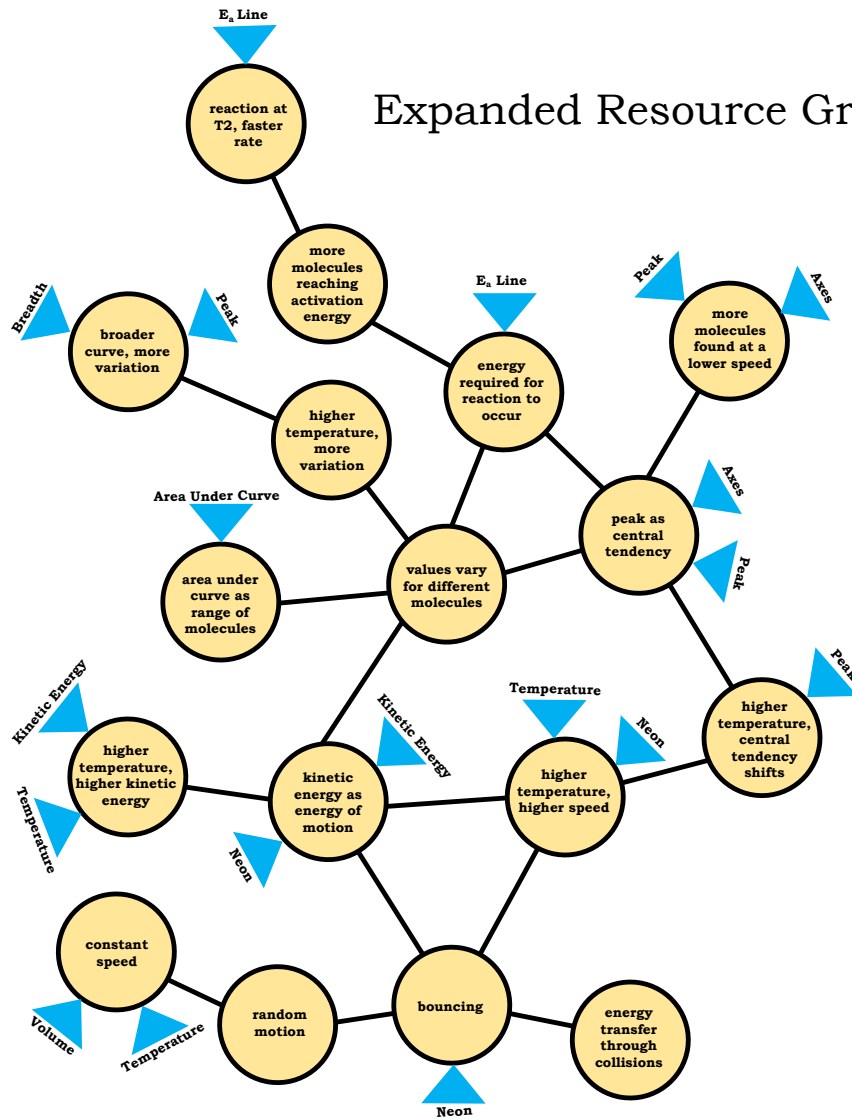 Eₐ Line
reaction at
T2, faster
rate
Expanded Resource Gr
more
molecules
reaching
activation
energy
Eₐ Line
Peak
Axes
more
molecules
found at a
lower speed
Breadth
Peak
broader
curve, more
variation
energy
required for
reaction to
occur
higher
temperature,
more
variation
Area Under Curve
Axes
peak as
central
tendency
Peak
area under
curve as
range of
molecules
values vary
for different
molecules
Kinetic Energy
Temperature
higher
temperature,
higher kinetic
energy
Kinetic Energy
kinetic
energy as
energy of
motion
Neon
Temperature
Neon
higher
temperature,
higher speed
Peak
higher
temperature,
central
tendency
shifts
constant
speed
Volume
Temperature
random
motion
bouncing
Neon
energy
transfer
through
collisions